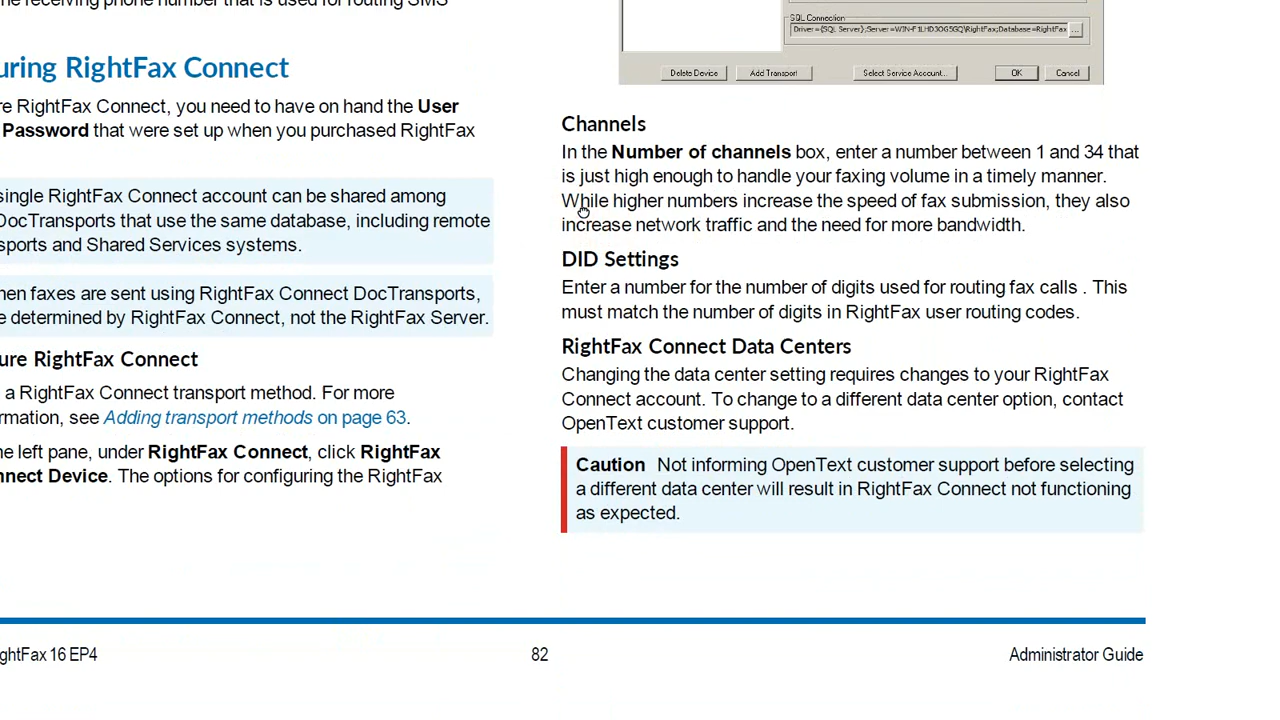 e receiving phone number that is used for routing SMS
uring RightFax Connect
re RightFax Connect, you need to have on hand the User
Password that were set up when you purchased RightFax
single RightFax Connect account can be shared among
DocTransports that use the same database, including remote
sports and Shared Services systems.
hen faxes are sent using RightFax Connect DocTransports,
e determined by RightFax Connect, not the RightFax Server.
ure RightFax Connect
a RightFax Connect transport method. For more
rmation, see Adding transport methods on page 63.
he left pane, under RightFax Connect, click RightFax
nnect Device. The options for configuring the RightFax
SQL Connection
Driver={SQL Server};Server=WIN-F1LHD3OG5GQ\RightFax;Database=RightFax ...
Delete Device Add Transport Select Service Account... OK Cancel
Channels
In the Number of channels box, enter a number between 1 and 34 that
is just high enough to handle your faxing volume in a timely manner.
While higher numbers increase the speed of fax submission, they also
increase network traffic and the need for more bandwidth.
DID Settings
Enter a number for the number of digits used for routing fax calls . This
must match the number of digits in RightFax user routing codes.
RightFax Connect Data Centers
Changing the data center setting requires changes to your RightFax
Connect account. To change to a different data center option, contact
OpenText customer support.
Caution Not informing OpenText customer support before selecting
a different data center will result in RightFax Connect not functioning
as expected.
ghtFax 16 EP4 82 Administrator Guide